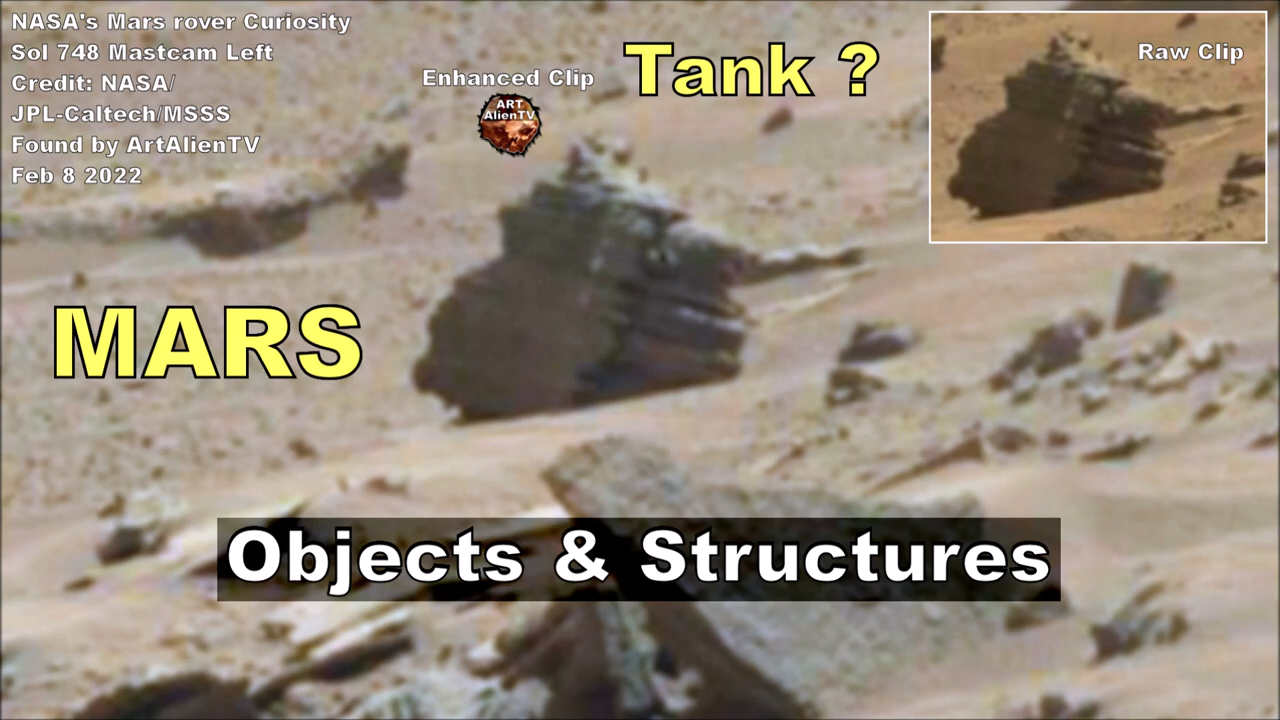 NASA's Mars rover Curiosity
Sol 748 Mastcam Left
Credit: NASA/
JPL-Caltech/MSSS
Found by ArtAlienTV
Feb 8 2022
Enhanced Clip
ART
AlienTV
Tank ?
Raw Clip
MARS
Objects & Structures